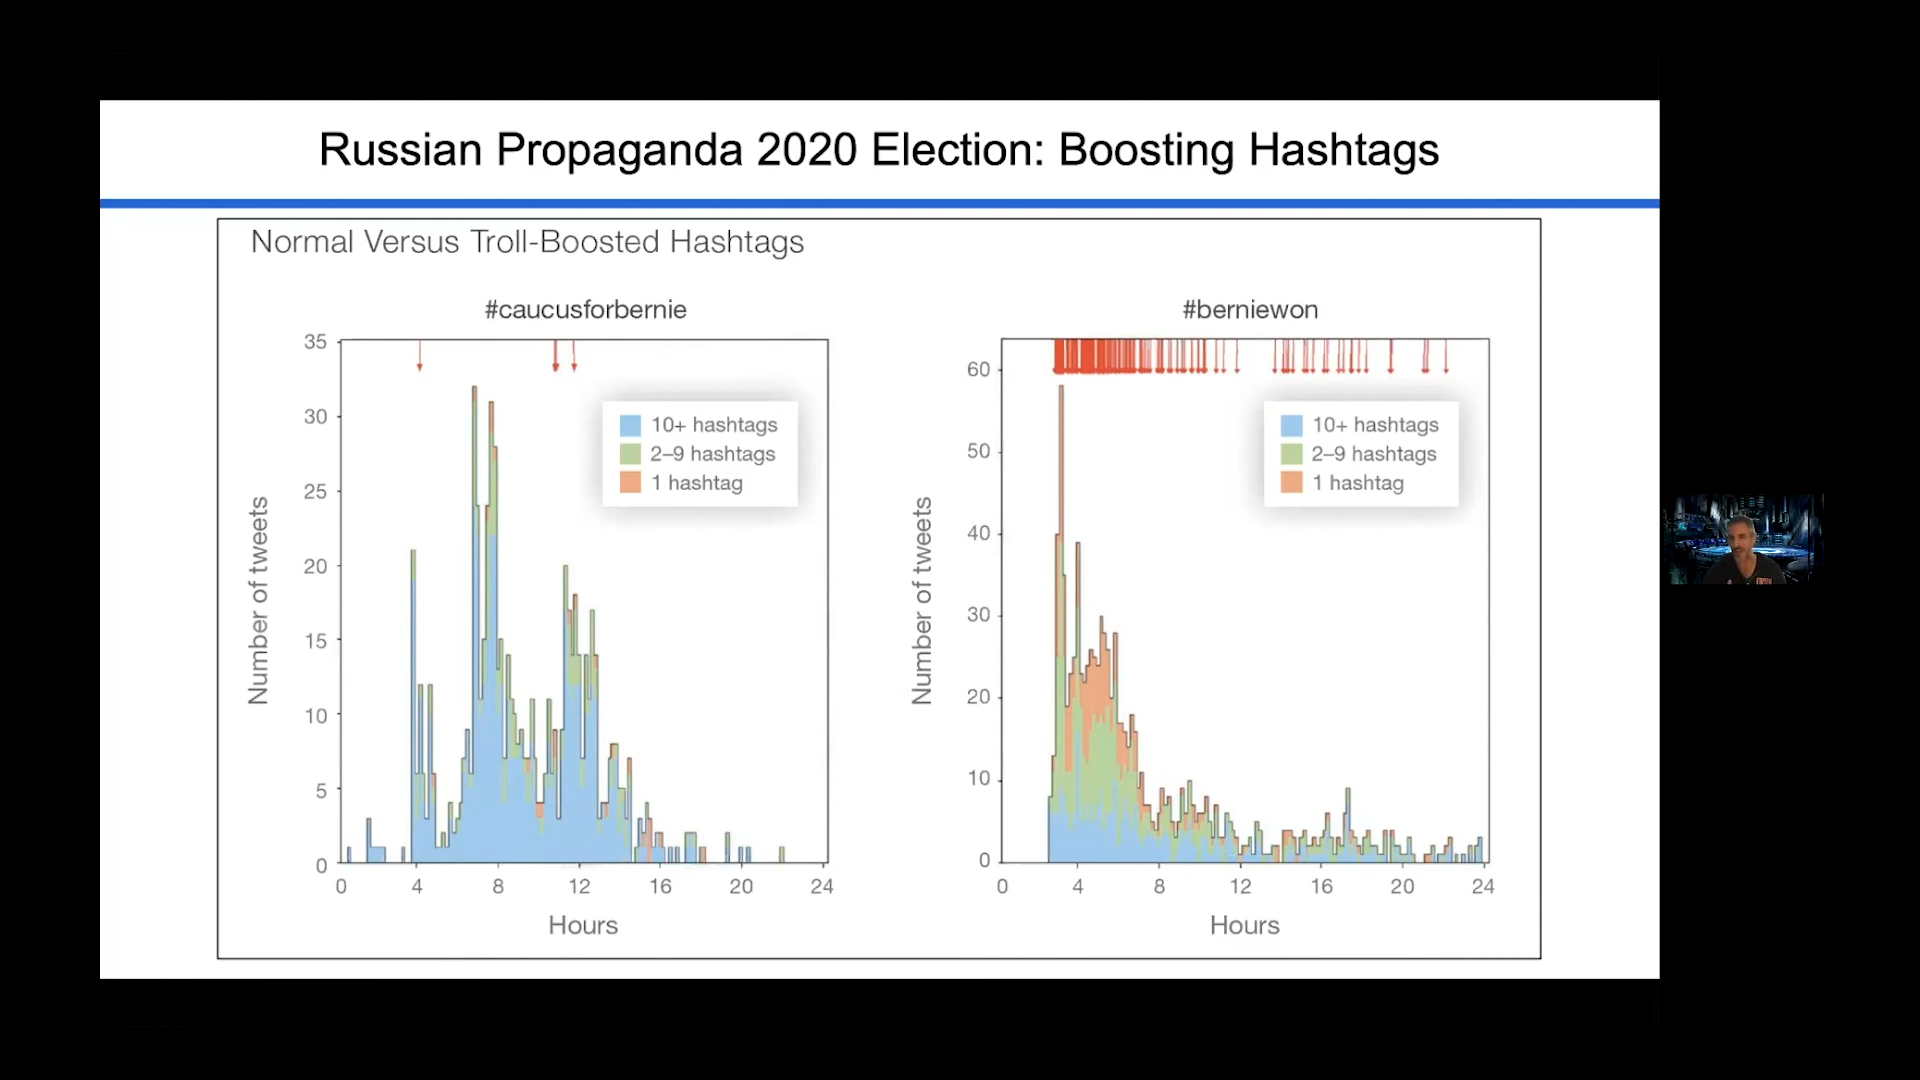 Russian Propaganda 2020 Election: Boosting Hashtags
Normal Versus Troll-Boosted Hashtags
#caucusforbernie
35
30
25
20
15
10
5
0
Number of tweets
10+ hashtags
2–9 hashtags
1 hashtag
0 4 8 12 16 20 24
Hours
#berniewon
60
50
40
30
20
10
0
Number of tweets
10+ hashtags
2–9 hashtags
1 hashtag
0 4 8 12 16 20 24
Hours